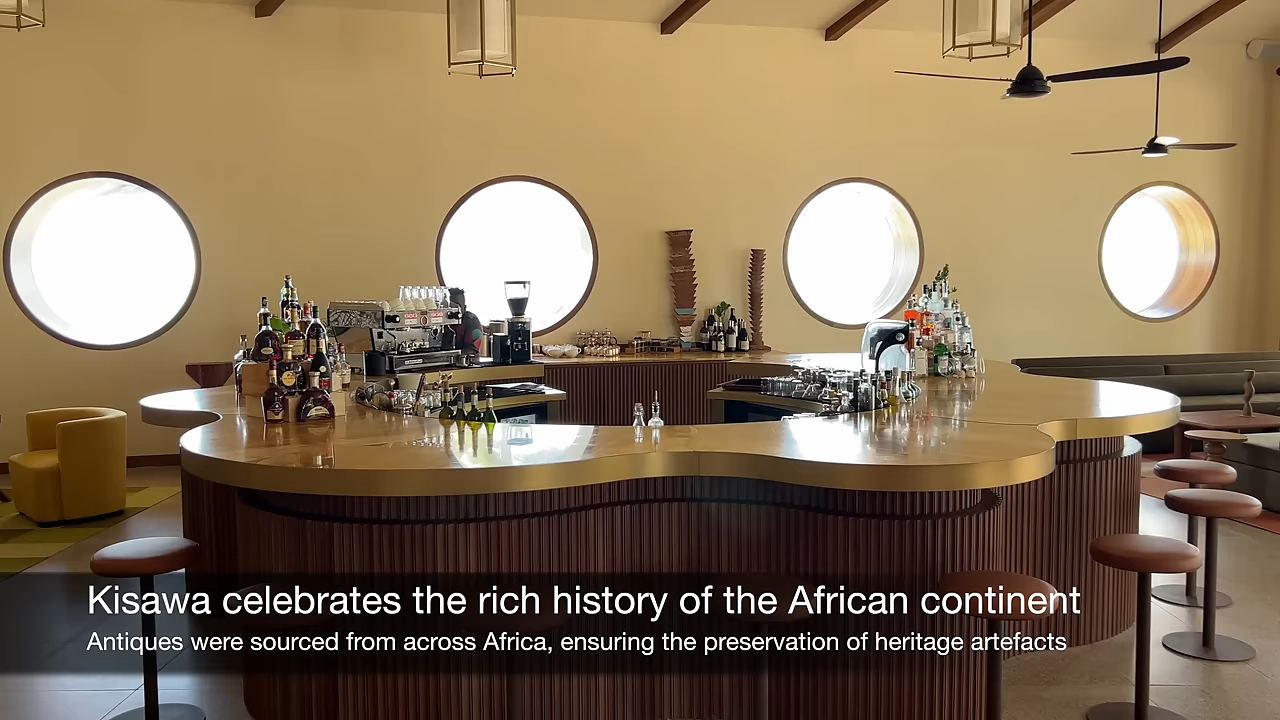 Kisawa celebrates the rich history of the African continent
Antiques were sourced from across Africa, ensuring the preservation of heritage artefacts